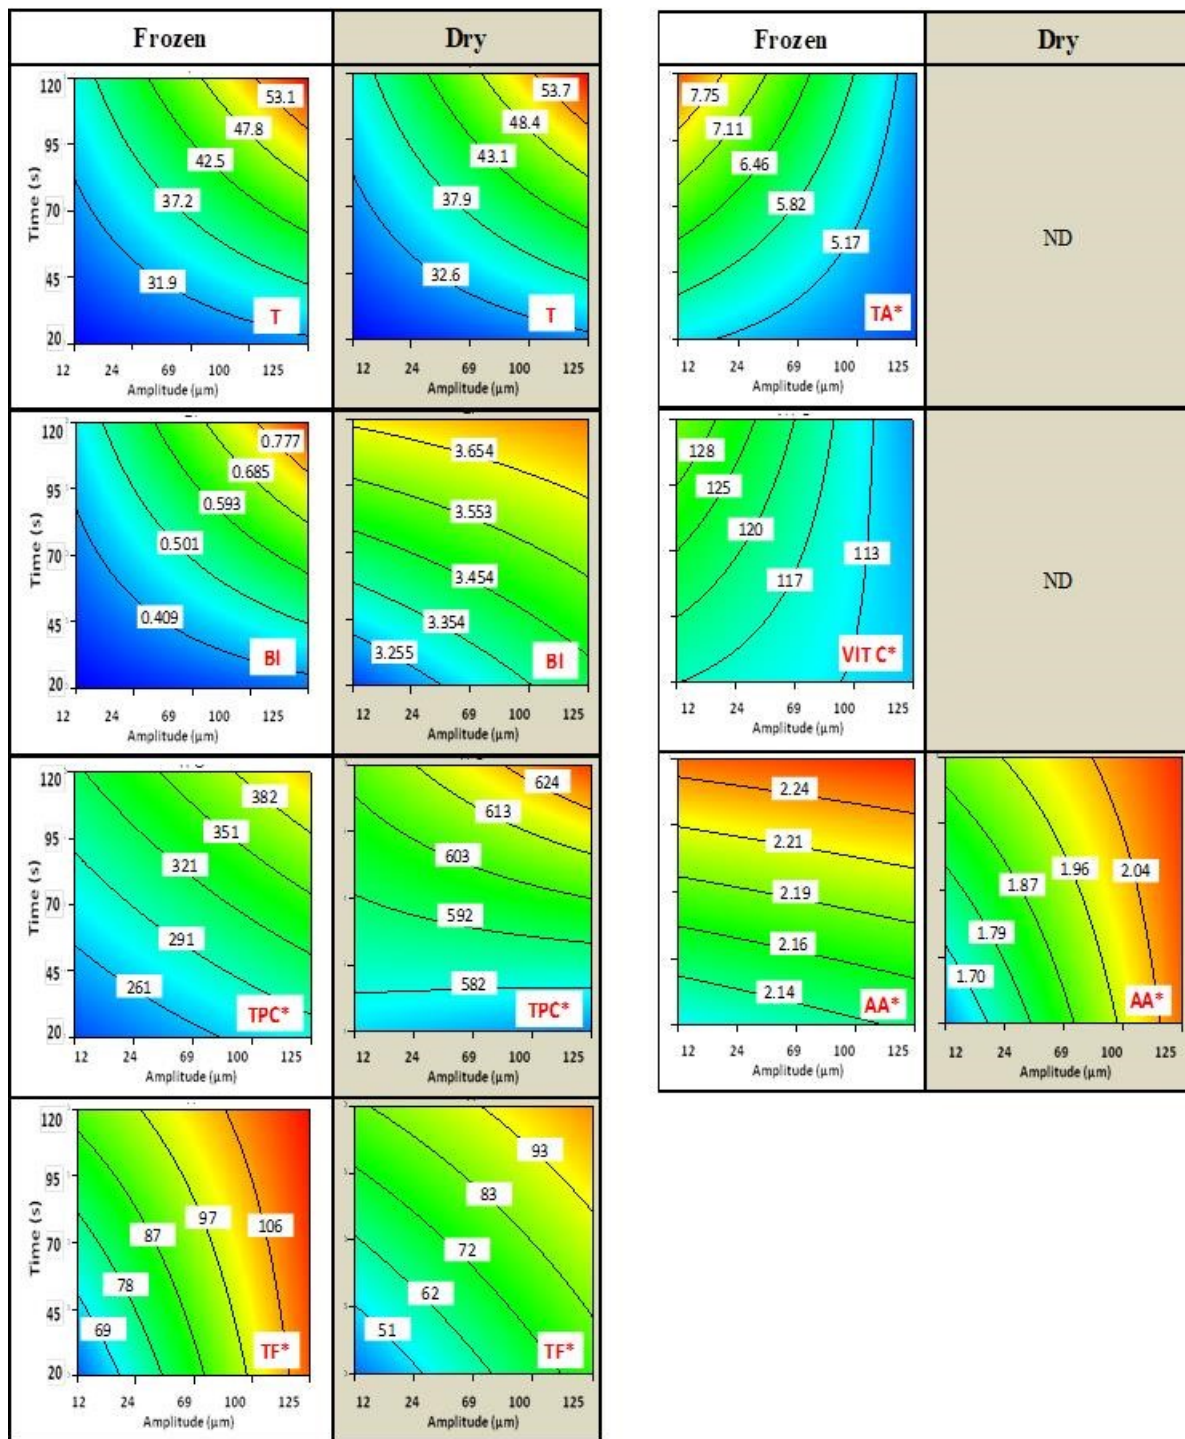 Frozen
Dry
Time (s)
120
95
70
45
20
53.1
47.8
42.5
37.2
31.9
T
12 24 69 100 125
Amplitude (µm)
53.7
48.4
43.1
37.9
32.6
T
12 24 69 100 125
Amplitude (µm)
Time (s)
120
95
70
45
20
0.777
0.685
0.593
0.501
0.409
BI
12 24 69 100 125
Amplitude (µm)
3.654
3.553
3.454
3.354
3.255
BI
12 24 69 100 125
Amplitude (µm)
Time (s)
120
95
70
45
20
382
351
321
291
261
TPC*
12 24 69 100 125
Amplitude (µm)
624
613
603
592
582
TPC*
12 24 69 100 125
Amplitude (µm)
Time (s)
120
95
70
45
20
106
97
87
78
69
TF*
12 24 69 100 125
Amplitude (µm)
93
83
72
62
51
TF*
12 24 69 100 125
Amplitude (µm)
Frozen
Dry
7.75
7.11
6.46
5.82
5.17
TA*
12 24 69 100 125
Amplitude (µm)
ND
128
125
120
117
113
VIT C*
12 24 69 100 125
Amplitude (µm)
ND
2.24
2.21
2.19
2.16
2.14
AA*
12 24 69 100 125
Amplitude (µm)
2.04
1.96
1.87
1.79
1.70
AA*
12 24 69 100 125
Amplitude (µm)